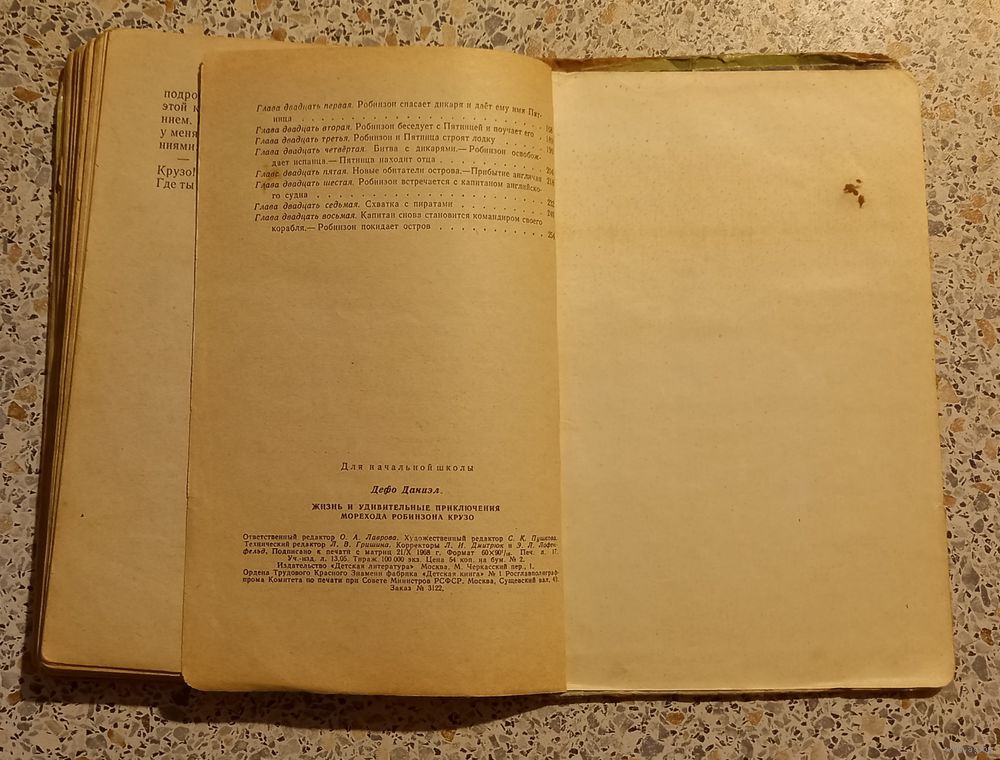 подро
этой к
нием.
у меня
ниями
—
Крузо!
Где ты
Глава двадцать первая. Робинзон спасает дикаря и даёт ему имя Пят-
ница . . . . . . . . . . . . . . . . . .
Глава двадцать вторая. Робинзон беседует с Пятницей и поучает его
Глава двадцать третья. Робинзон и Пятница строят лодку . . . 196
Глава двадцать четвёртая. Битва с дикарями.— Робинзон освобож-
дает испанца.— Пятница находит отца . . . . . . . . 204
Глава двадцать пятая. Новые обитатели острова.— Прибытие англичан 218
Глава двадцать шестая. Робинзон встречается с капитаном английско-
го судна . . . . . . . . . . . . . . . . . 232
Глава двадцать седьмая. Схватка с пиратами . . . . . .
Глава двадцать восьмая. Капитан снова становится командиром своего
корабля.— Робинзон покидает остров . . . . . . . . 254
Для начальной школы
Дефо Даниэл.
ЖИЗНЬ И УДИВИТЕЛЬНЫЕ ПРИКЛЮЧЕНИЯ
МОРЕХОДА РОБИНЗОНА КРУЗО
Ответственный редактор О. А. Лаврова. Художественный редактор С. К. Пушкова.
Технический редактор Л. В. Гришина. Корректоры Л. И. Дмитрюк и Э. Л. Лофен-
фельд. Подписано к печати с матриц 21/X 1968 г. Формат 60×90¹/₁₆. Печ. л. 17.
Уч.-изд. л. 13,95. Тираж 100 000 экз. Цена 54 коп. на бум. № 2.
Издательство «Детская литература» Москва, М. Черкасский пер., 1.
Ордена Трудового Красного Знамени фабрика «Детская книга» № 1 Росглавполиграф-
прома Комитета по печати при Совете Министров РСФСР. Москва, Сущевский вал, 49.
Заказ № 3122.